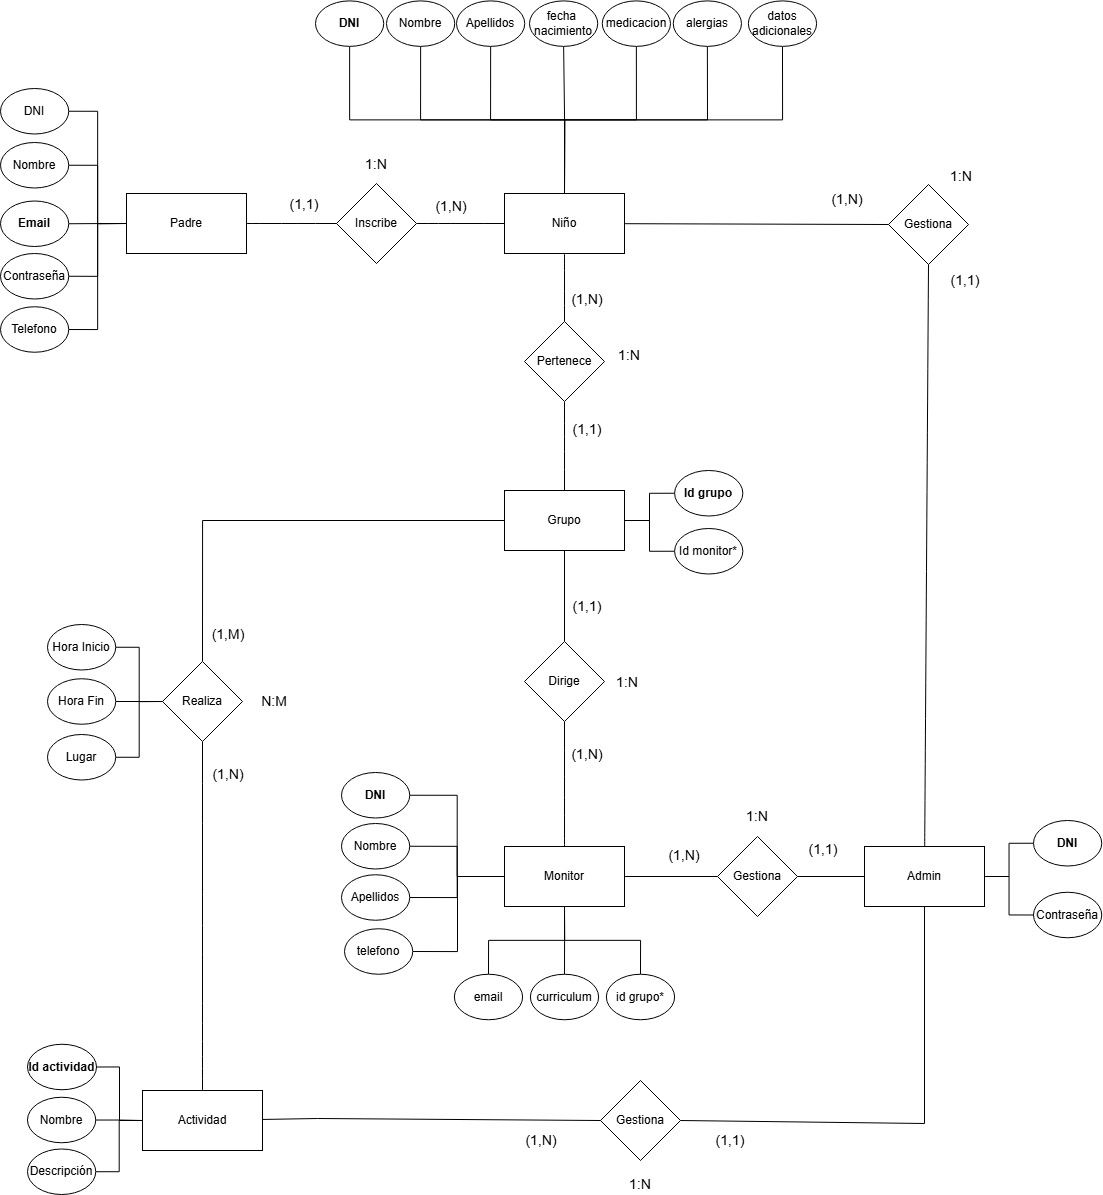 DNI
Nombre
Apellidos
fecha
nacimiento
medicacion
alergias
datos
adicionales
DNI
Nombre
Email
Contraseña
Telefono
Padre
(1,1)
1:N
Inscribe
(1,N)
Niño
(1,N)
1:N
Gestiona
(1,1)
(1,N)
Pertenece
1:N
(1,1)
Grupo
Id grupo
Id monitor*
(1,1)
Dirige
1:N
(1,N)
(1,M)
Hora Inicio
Hora Fin
Lugar
Realiza
N:M
(1,N)
DNI
Nombre
Apellidos
telefono
Monitor
email
curriculum
id grupo*
(1,N)
1:N
Gestiona
(1,1)
Admin
DNI
Contraseña
Id actividad
Nombre
Descripción
Actividad
(1,N)
Gestiona
(1,1)
1:N